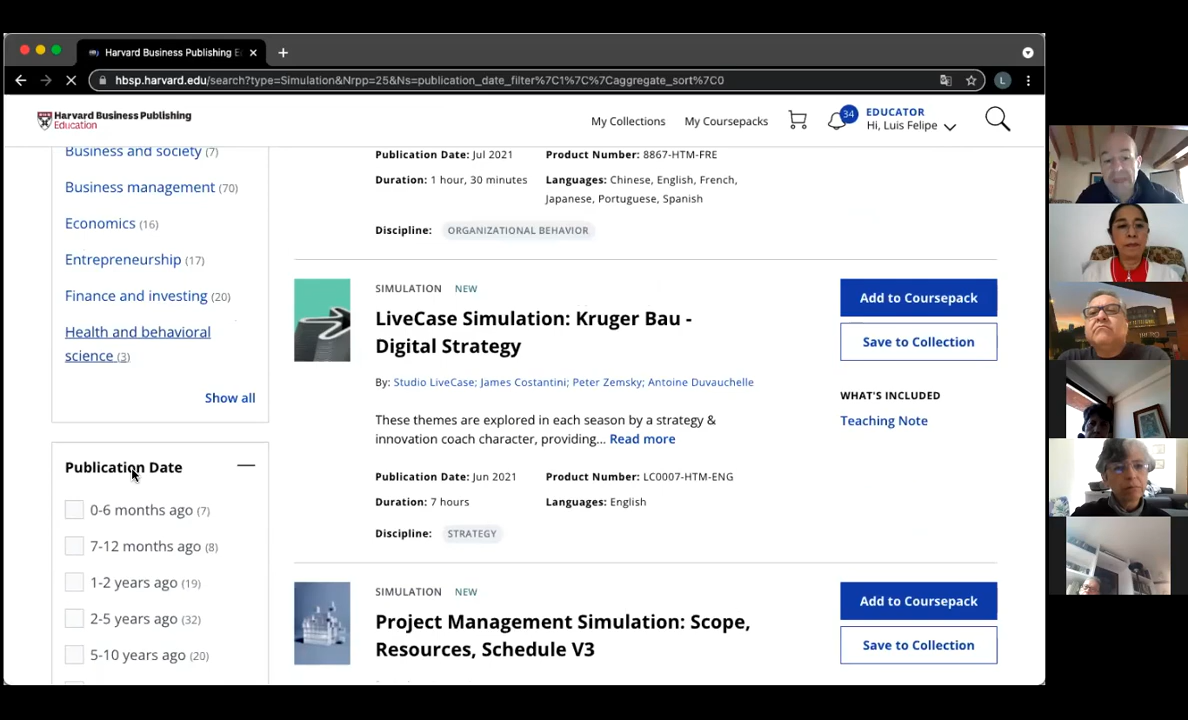 Harvard Business Publishing E
hbsp.harvard.edu/search?type=Simulation&Nrpp=25&Ns=publication_date_filter%7C1%7C%7Caggregate_sort%7C0
L
Harvard Business Publishing
Education
My Collections
My Coursepacks
34
EDUCATOR
Hi, Luis Felipe
Business and society (7)
Business management (70)
Economics (16)
Entrepreneurship (17)
Finance and investing (20)
Health and behavioral
science (3)
Show all
Publication Date
0-6 months ago (7)
7-12 months ago (8)
1-2 years ago (19)
2-5 years ago (32)
5-10 years ago (20)
Publication Date: Jul 2021
Product Number: 8867-HTM-FRE
Duration: 1 hour, 30 minutes
Languages: Chinese, English, French,
Japanese, Portuguese, Spanish
Discipline: ORGANIZATIONAL BEHAVIOR
SIMULATION NEW
LiveCase Simulation: Kruger Bau -
Digital Strategy
By: Studio LiveCase; James Costantini; Peter Zemsky; Antoine Duvauchelle
These themes are explored in each season by a strategy &
innovation coach character, providing... Read more
Publication Date: Jun 2021
Product Number: LC0007-HTM-ENG
Duration: 7 hours
Languages: English
Discipline: STRATEGY
Add to Coursepack
Save to Collection
WHAT'S INCLUDED
Teaching Note
SIMULATION NEW
Project Management Simulation: Scope,
Resources, Schedule V3
Add to Coursepack
Save to Collection